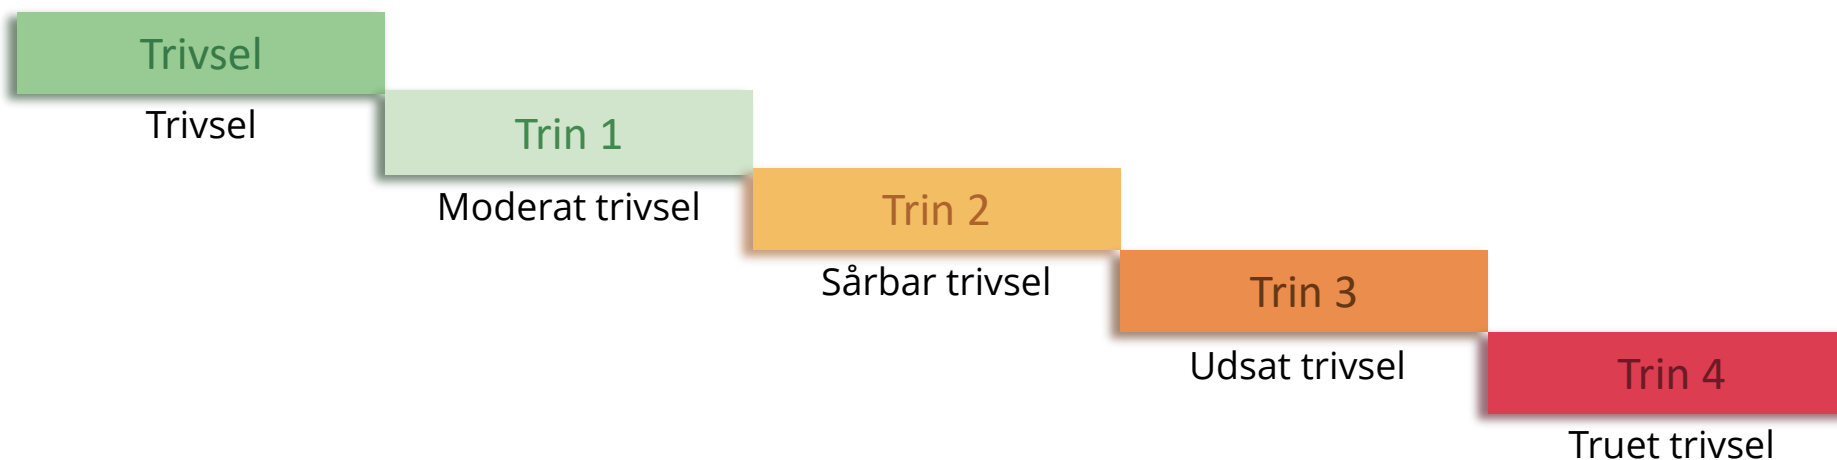 Trivsel
Trivsel
Trin 1
Moderat trivsel
Trin 2
Sårbar trivsel
Trin 3
Udsat trivsel
Trin 4
Truet trivsel